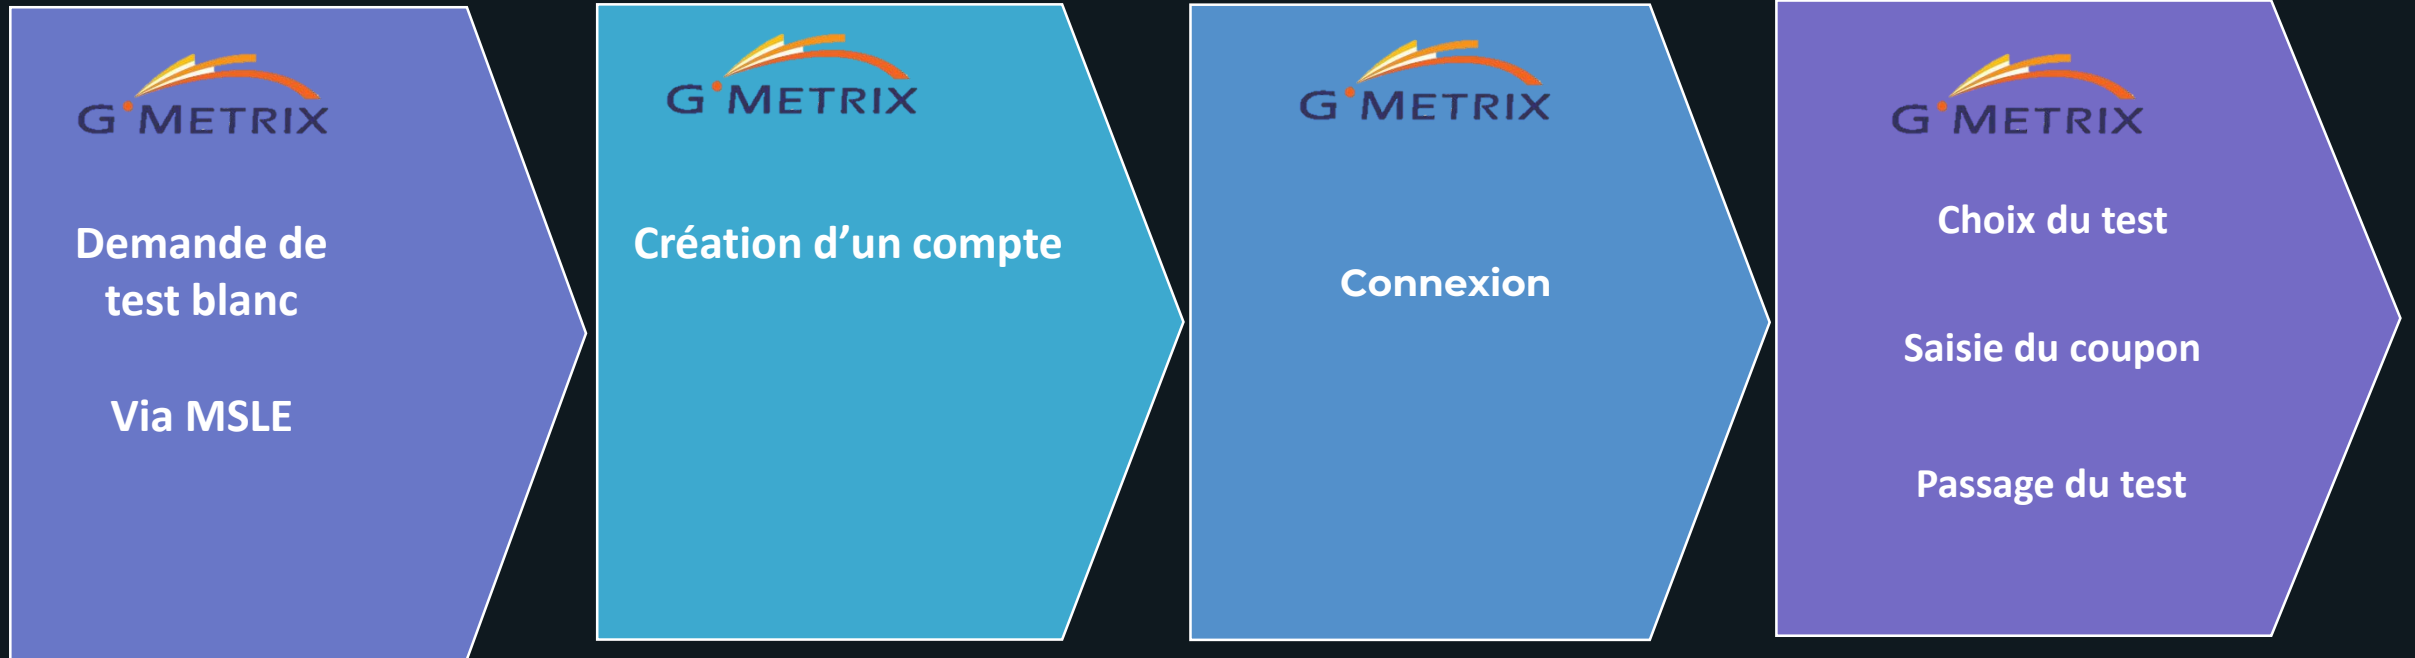 G•METRIX
Demande de
test blanc
Via MSLE
G•METRIX
Création d’un compte
G•METRIX
Connexion
G•METRIX
Choix du test
Saisie du coupon
Passage du test